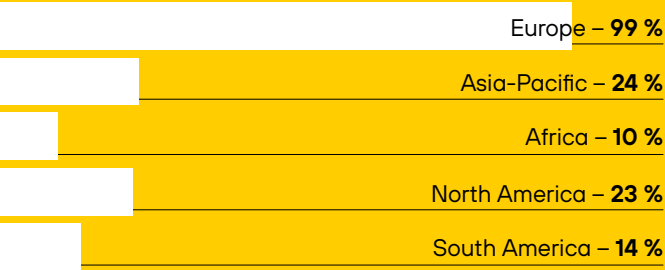 Europe – 99 %
Asia-Pacific – 24 %
Africa – 10 %
North America – 23 %
South America – 14 %